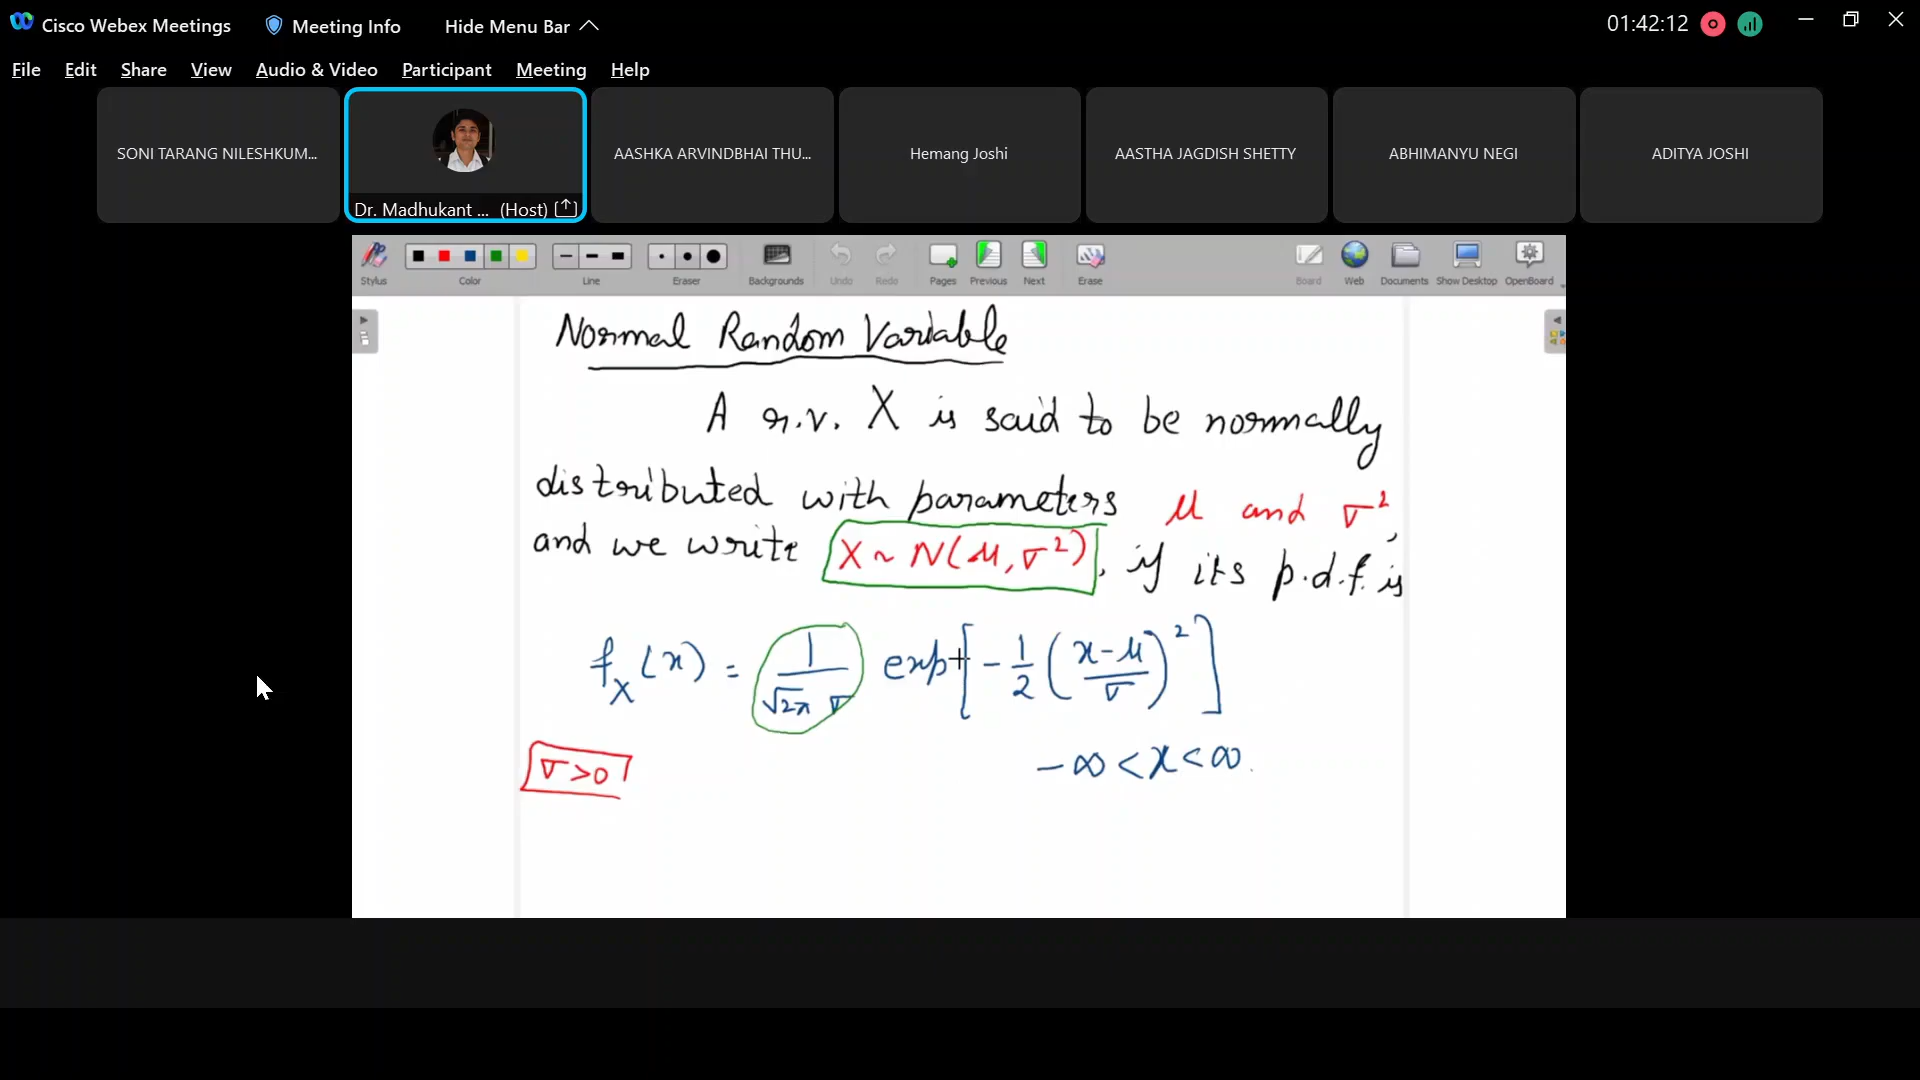 Cisco Webex Meetings Meeting Info Hide Menu Bar 01:42:12
File Edit Share View Audio & Video Participant Meeting Help
SONI TARANG NILESHKUM... AASHKA ARVINDBHAI THU... Hemang Joshi AASTHA JAGDISH SHETTY ABHIMANYU NEGI ADITYA JOSHI
Dr. Madhukant ... (Host)
Stylus Color Line Eraser Backgrounds Undo Redo Pages Previous Next Erase Board Web Documents Show Desktop OpenBoard
Normal Random Variable
A r.v. X is said to be normally
distributed with parameters μ and σ²,
and we write X ~ N(μ, σ²), if its p.d.f. is
f_X(x) = 1/(√2π σ) exp[-1/2 ((x-μ)/σ)²]
σ>0 -∞ < x < ∞.